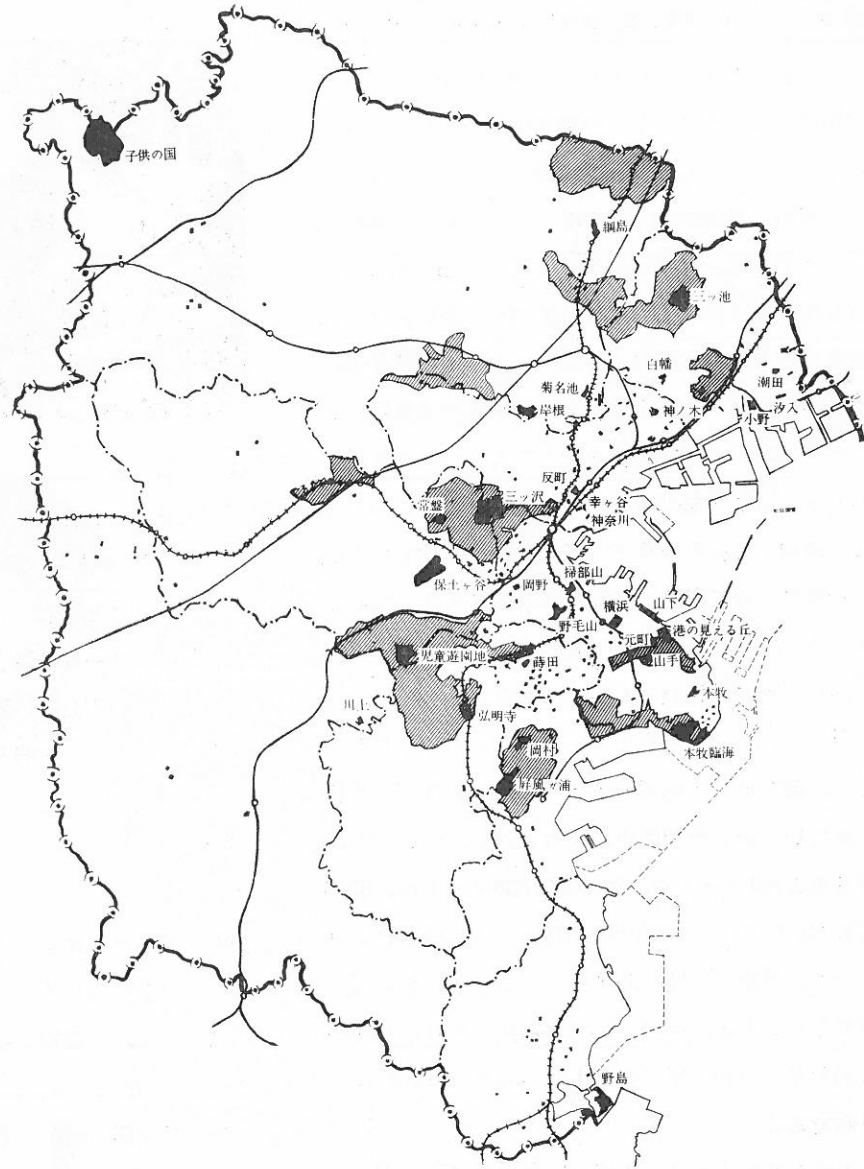 子供の国
綱島
三ッ池
白幡
潮田
菊名池
岸根
神ノ木
汐入
小野
反町
三ッ沢
常盤
幸ヶ谷
神奈川
保土ヶ谷
岡野
掃部山
横浜
山下
野毛山
元町
港の見える丘
児童遊園地
蒔田
山手
川上
弘明寺
本牧
岡村
本牧臨海
屏風ヶ浦
野島